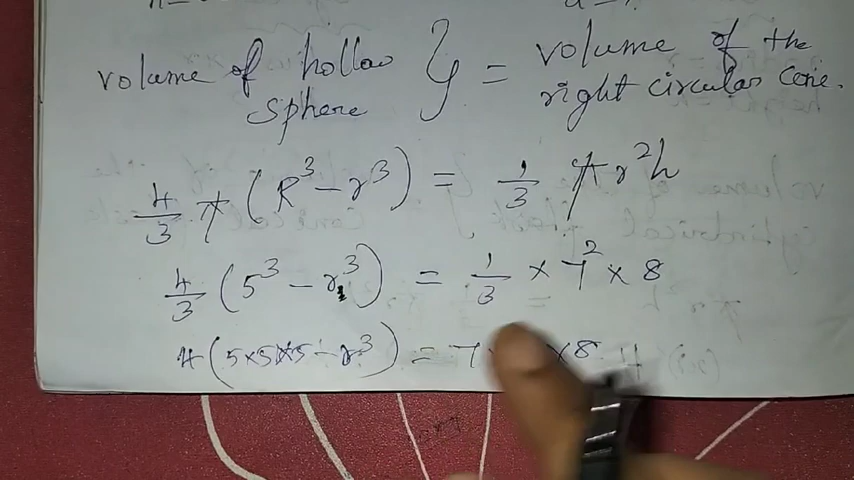 volume of hollow sphere } = volume of the right circular cone.
4/3 π (R³ - r³) = 1/3 π r² h
4/3 (5³ - r³) = 1/3 × 7² × 8
4 (5×5×5 - r³) = 7 × 8